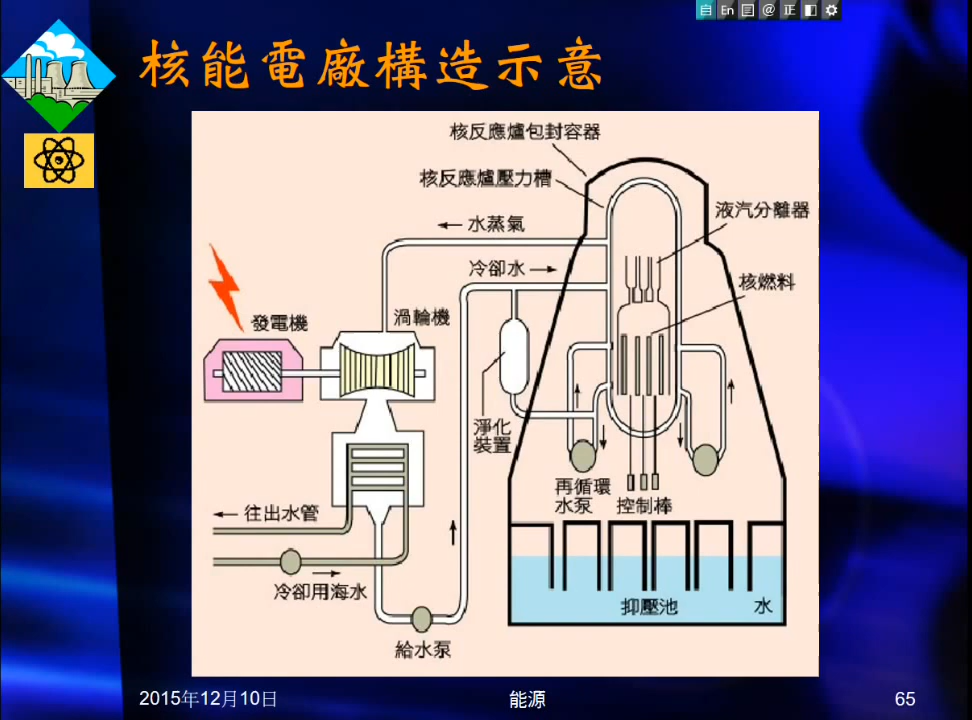 自 En @ 正
核能電廠構造示意
核反應爐包封容器
核反應爐壓力槽
液汽分離器
水蒸氣
冷卻水
核燃料
發電機
渦輪機
淨化
裝置
再循環
水泵
控制棒
往出水管
冷卻用海水
給水泵
抑壓池
水
2015年12月10日
能源
65